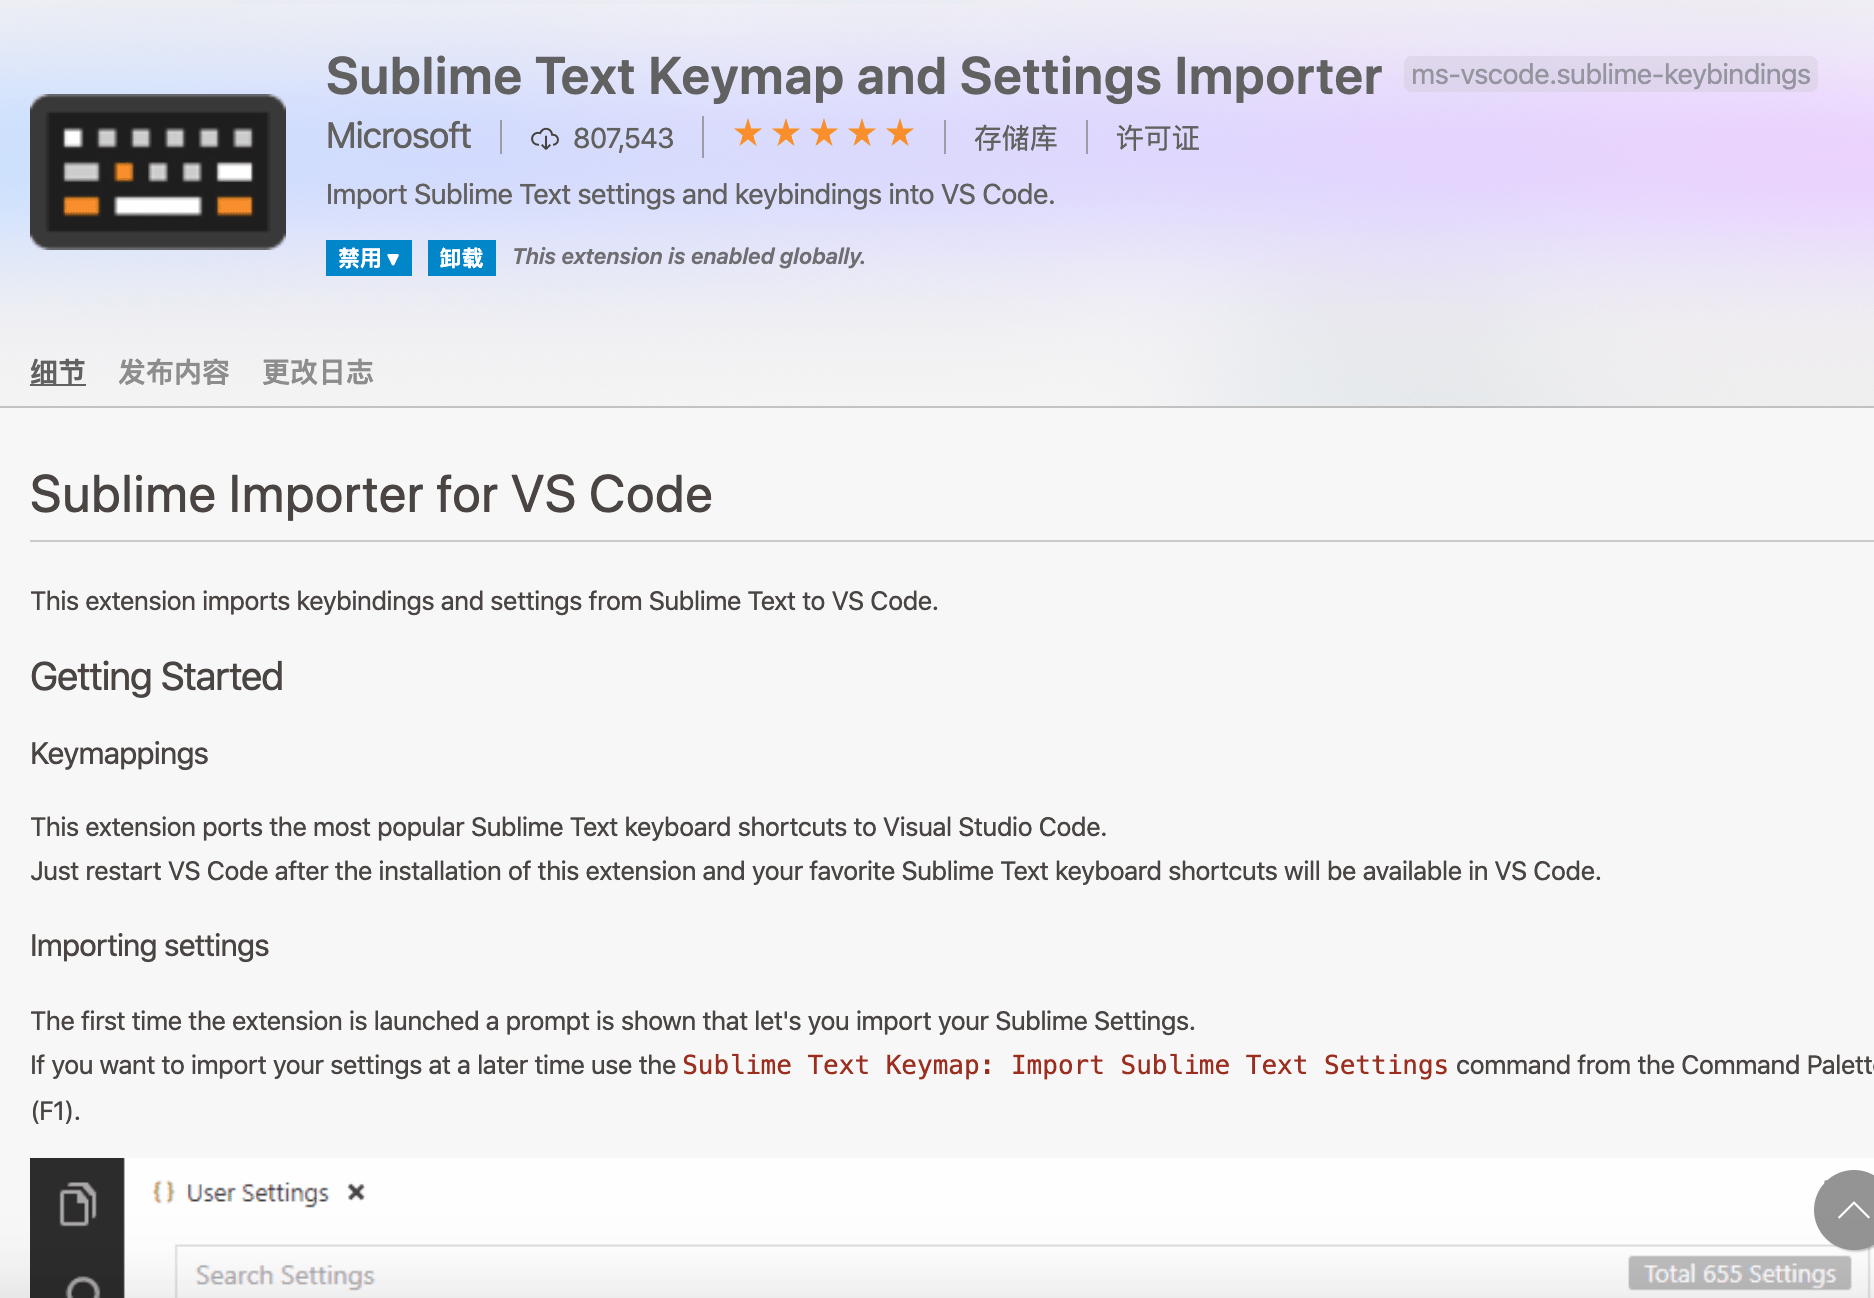 Sublime Text Keymap and Settings Importer ms-vscode.sublime-keybindings
Microsoft 807,543 ★★★★★ 存储库 许可证
Import Sublime Text settings and keybindings into VS Code.
禁用▼ 卸载 This extension is enabled globally.
细节 发布内容 更改日志
Sublime Importer for VS Code
This extension imports keybindings and settings from Sublime Text to VS Code.
Getting Started
Keymappings
This extension ports the most popular Sublime Text keyboard shortcuts to Visual Studio Code.
Just restart VS Code after the installation of this extension and your favorite Sublime Text keyboard shortcuts will be available in VS Code.
Importing settings
The first time the extension is launched a prompt is shown that let's you import your Sublime Settings.
If you want to import your settings at a later time use the Sublime Text Keymap: Import Sublime Text Settings command from the Command Palett
(F1).
{} User Settings ×
Search Settings Total 655 Settings